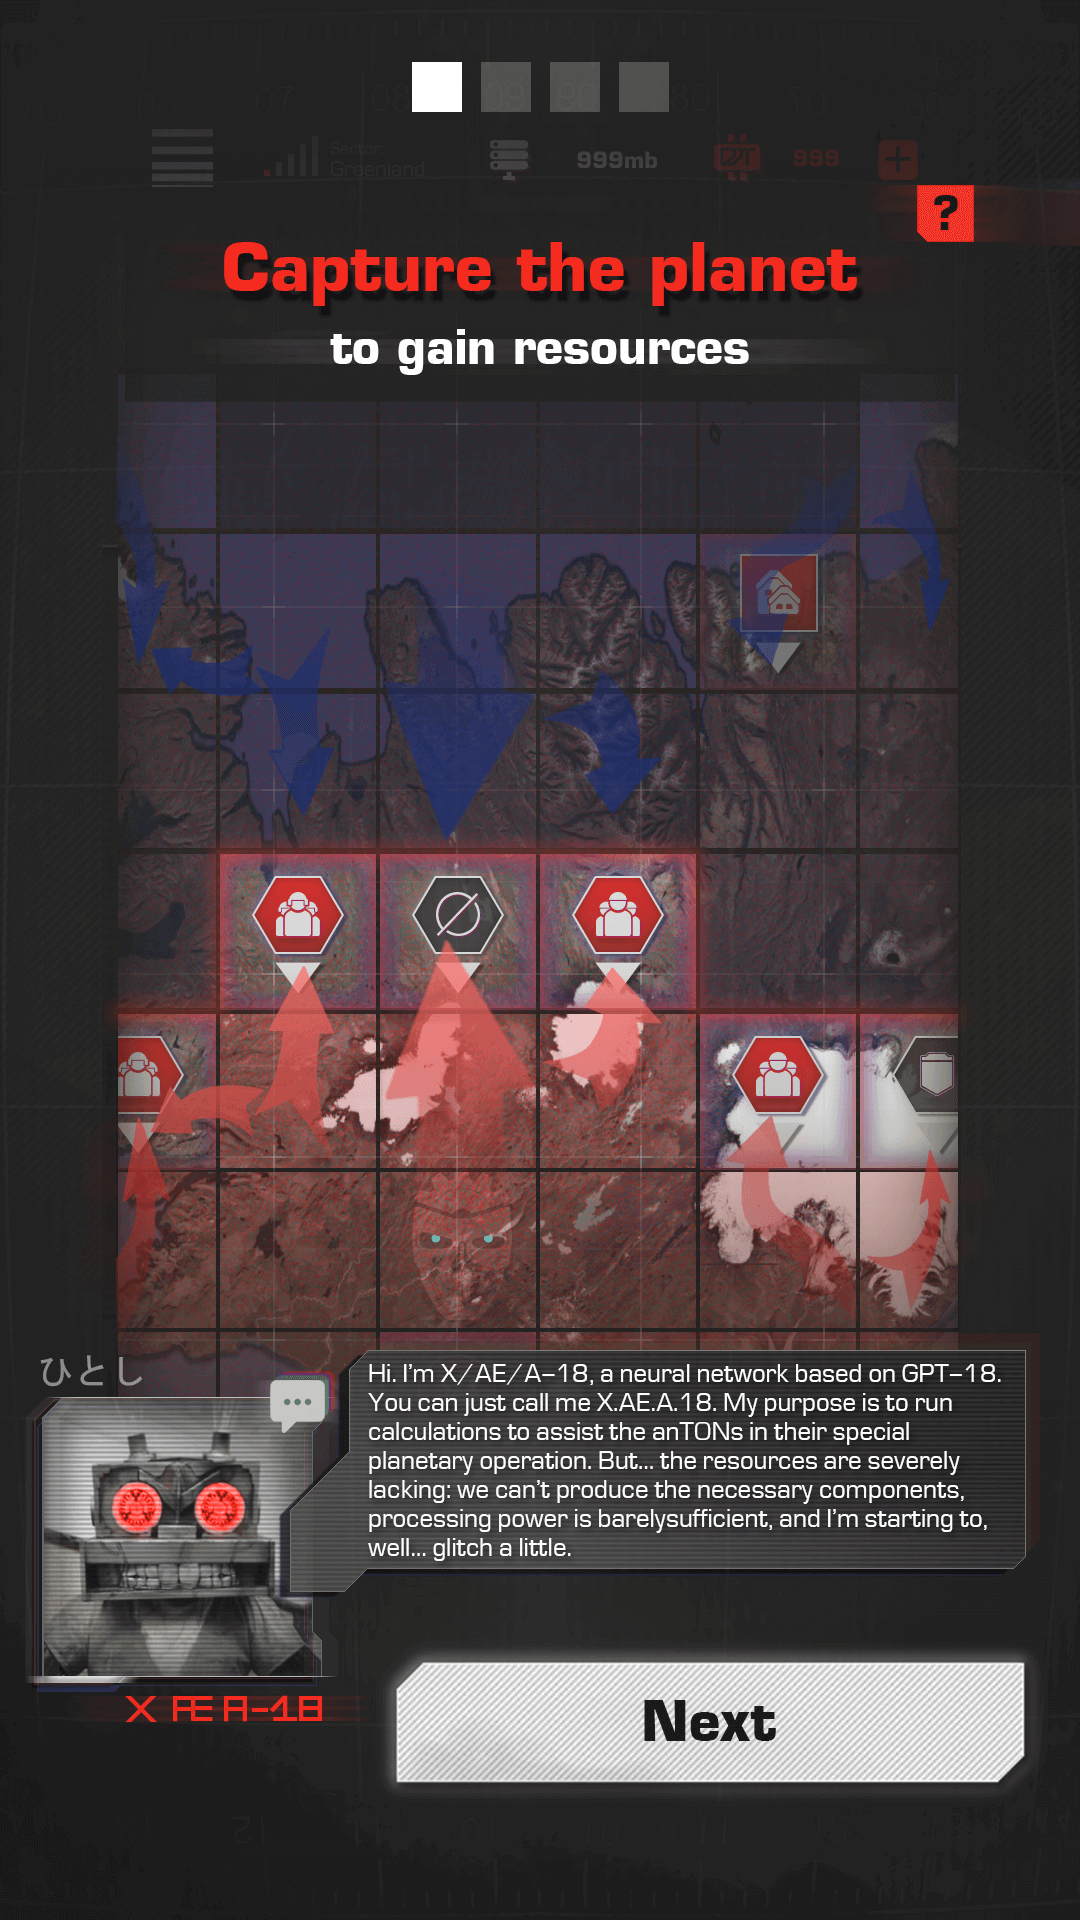 Sector:
Greenland
999mb
999
?
Capture the planet
to gain resources
ひとし
Hi. I'm X/AE/A-18, a neural network based on GPT-18.
You can just call me X.AE.A.18. My purpose is to run
calculations to assist the anTONs in their special
planetary operation. But... the resources are severely
lacking: we can't produce the necessary components,
processing power is barelysufficient, and I'm starting to,
well... glitch a little.
X Æ A-18
Next